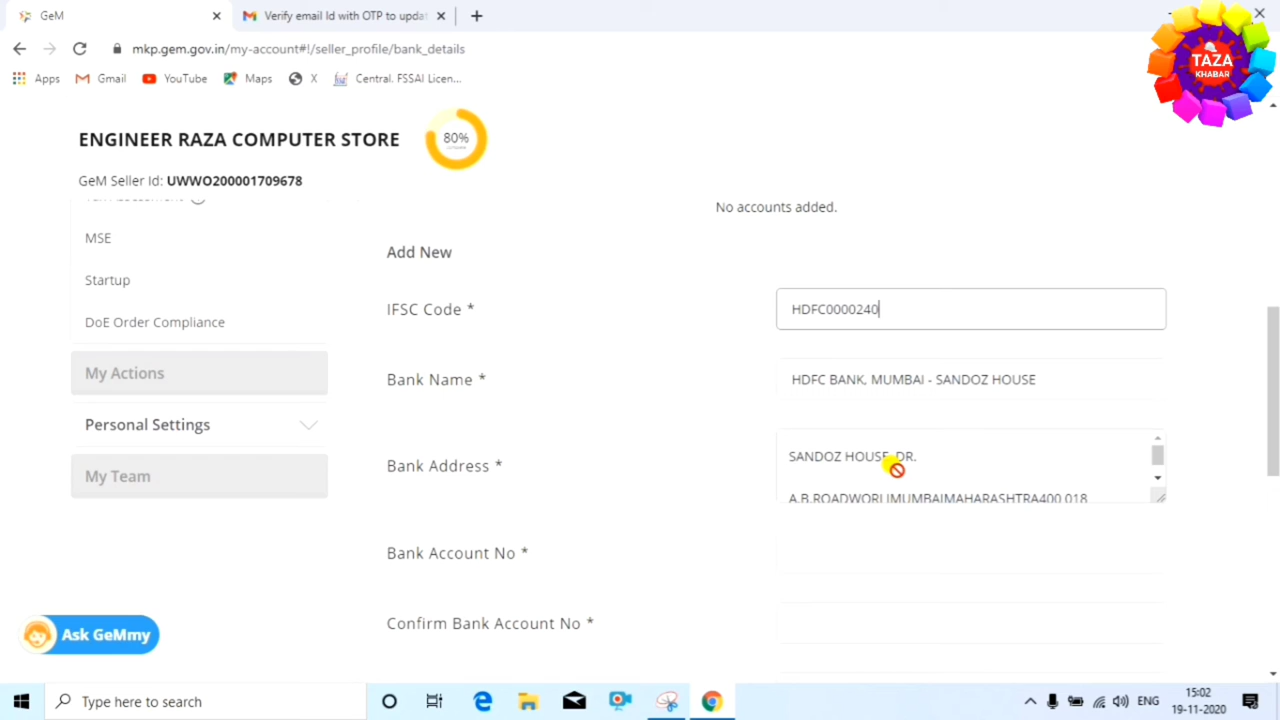 GeM
Verify email Id with OTP to updat
mkp.gem.gov.in/my-account#!/seller_profile/bank_details
Apps
Gmail
YouTube
Maps
X
Central. FSSAI Licen...
TAZA
KHABAR
ENGINEER RAZA COMPUTER STORE
80%
GeM Seller Id: UWWO200001709678
No accounts added.
MSE
Startup
DoE Order Compliance
My Actions
Personal Settings
My Team
Add New
IFSC Code *
HDFC0000240
Bank Name *
HDFC BANK, MUMBAI - SANDOZ HOUSE
Bank Address *
SANDOZ HOUSE, DR.
A.B.ROADWORLIMUMBAIMAHARASHTRA400 018
Bank Account No *
Confirm Bank Account No *
Ask GeMmy
Type here to search
ENG
15:02
19-11-2020